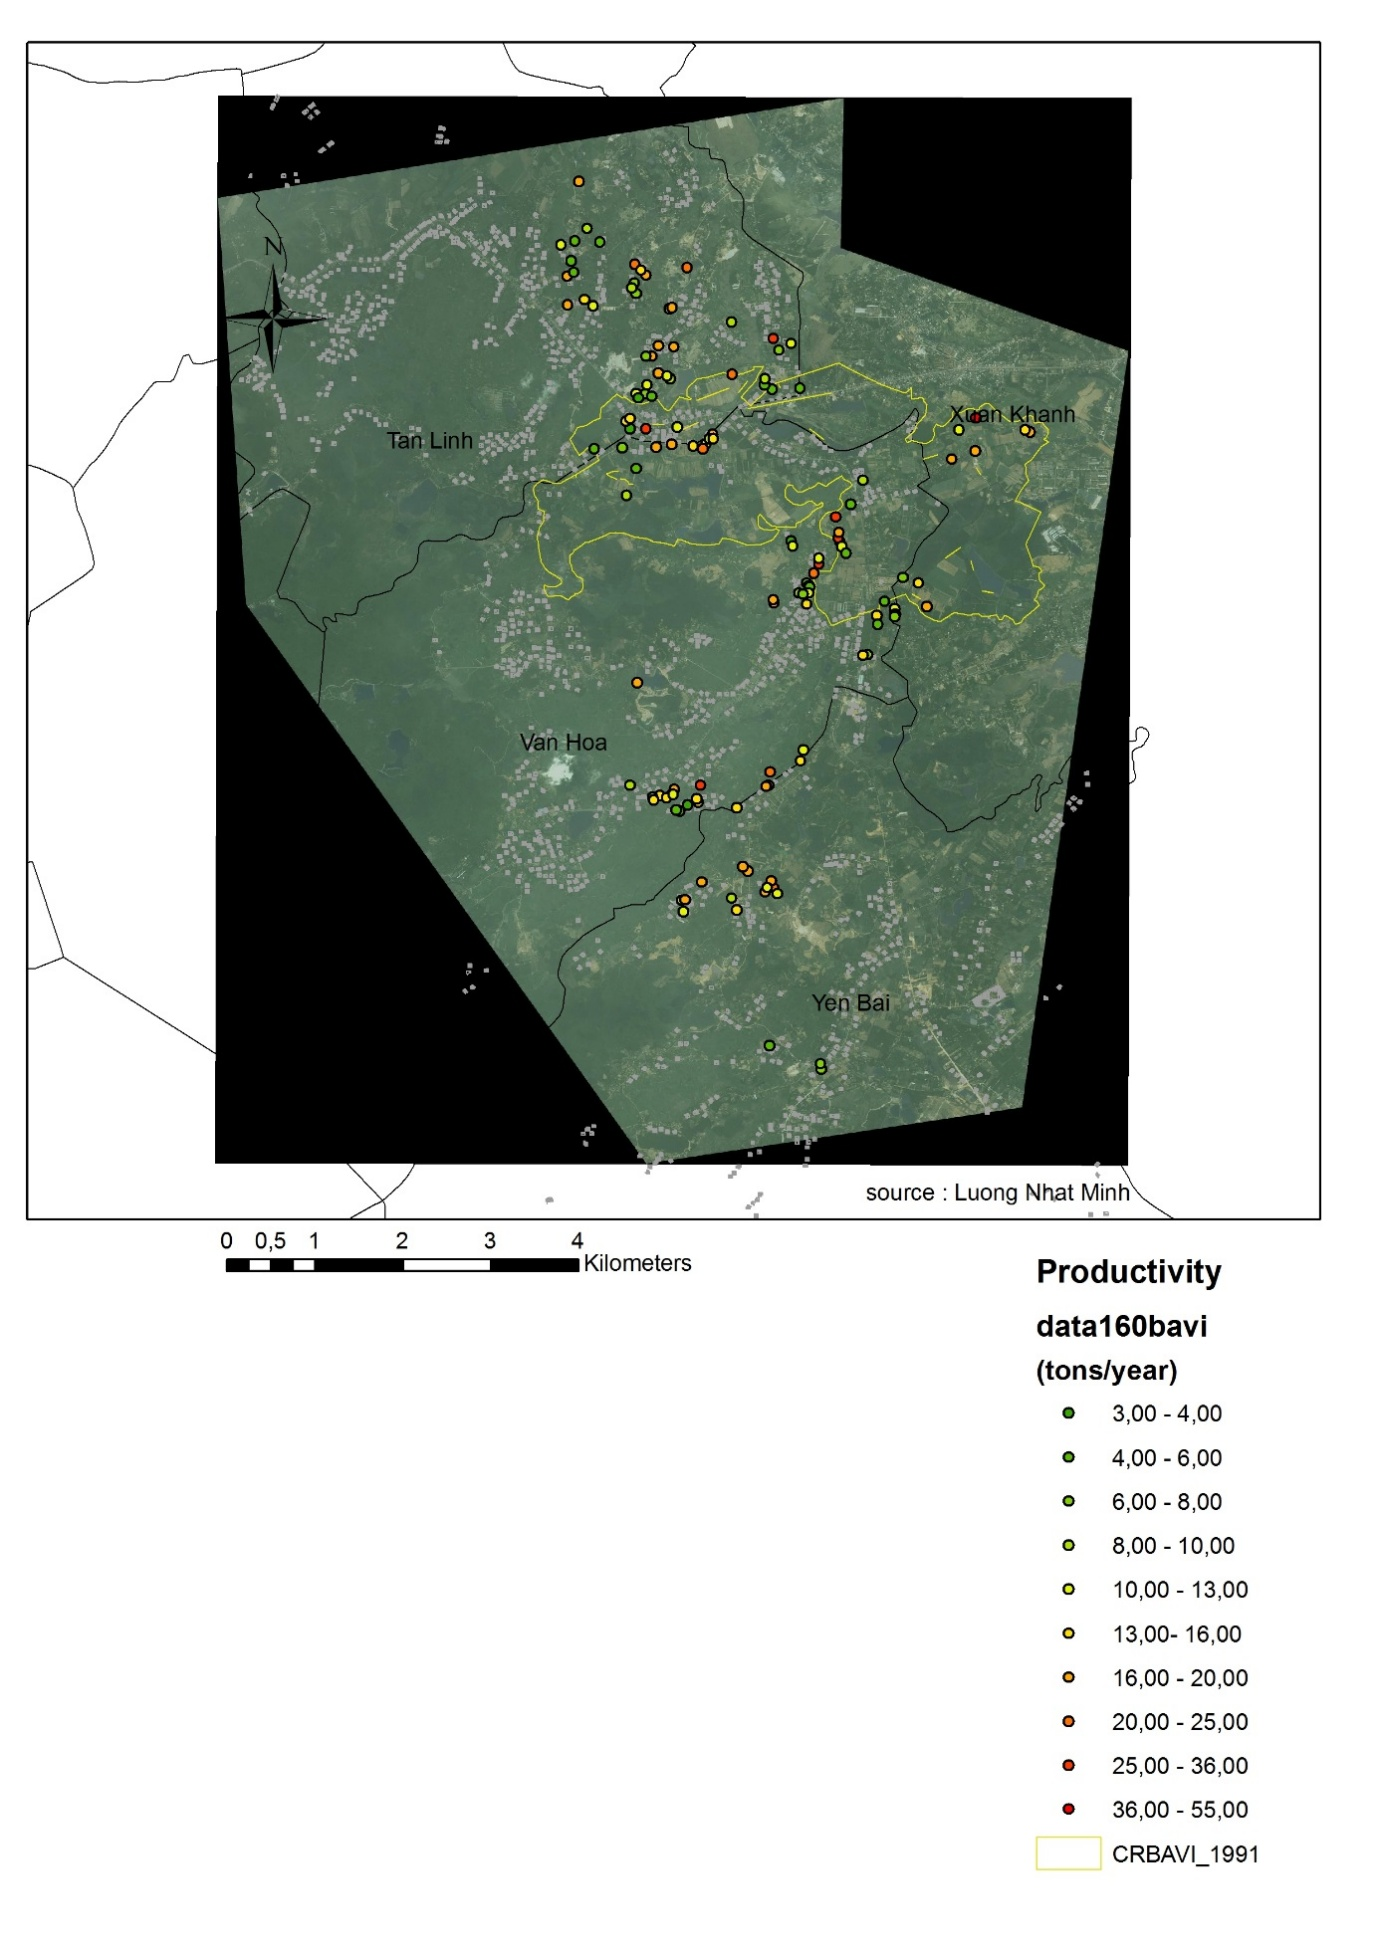 N
Xuan Khanh
Tan Linh
Van Hoa
Yen Bai
source : Luong Nhat Minh
0 0,5 1 2 3 4
Kilometers
Productivity
data160bavi
(tons/year)
3,00 - 4,00
4,00 - 6,00
6,00 - 8,00
8,00 - 10,00
10,00 - 13,00
13,00- 16,00
16,00 - 20,00
20,00 - 25,00
25,00 - 36,00
36,00 - 55,00
CRBAVI_1991